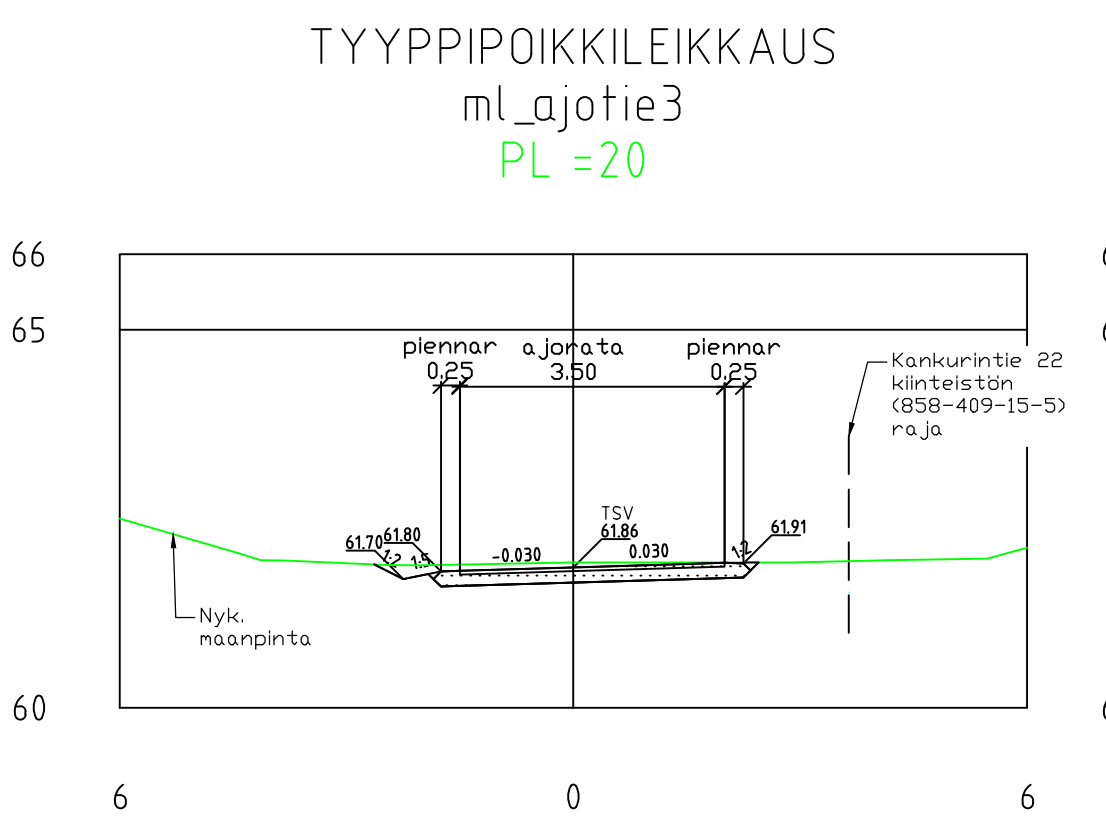 TYYPPIPOIKKILEIKKAUS
ml_ajotie3
PL =20
66
65
piennar
ajorata
piennar
0.25
3.50
0.25
Kankurintie 22
kiinteistön
(858-409-15-5)
raja
TSV
61.70
61.80
61.86
61.91
1:2
1:5
-0.030
0.030
1:2
Nyk.
maanpinta
60
6
0
6